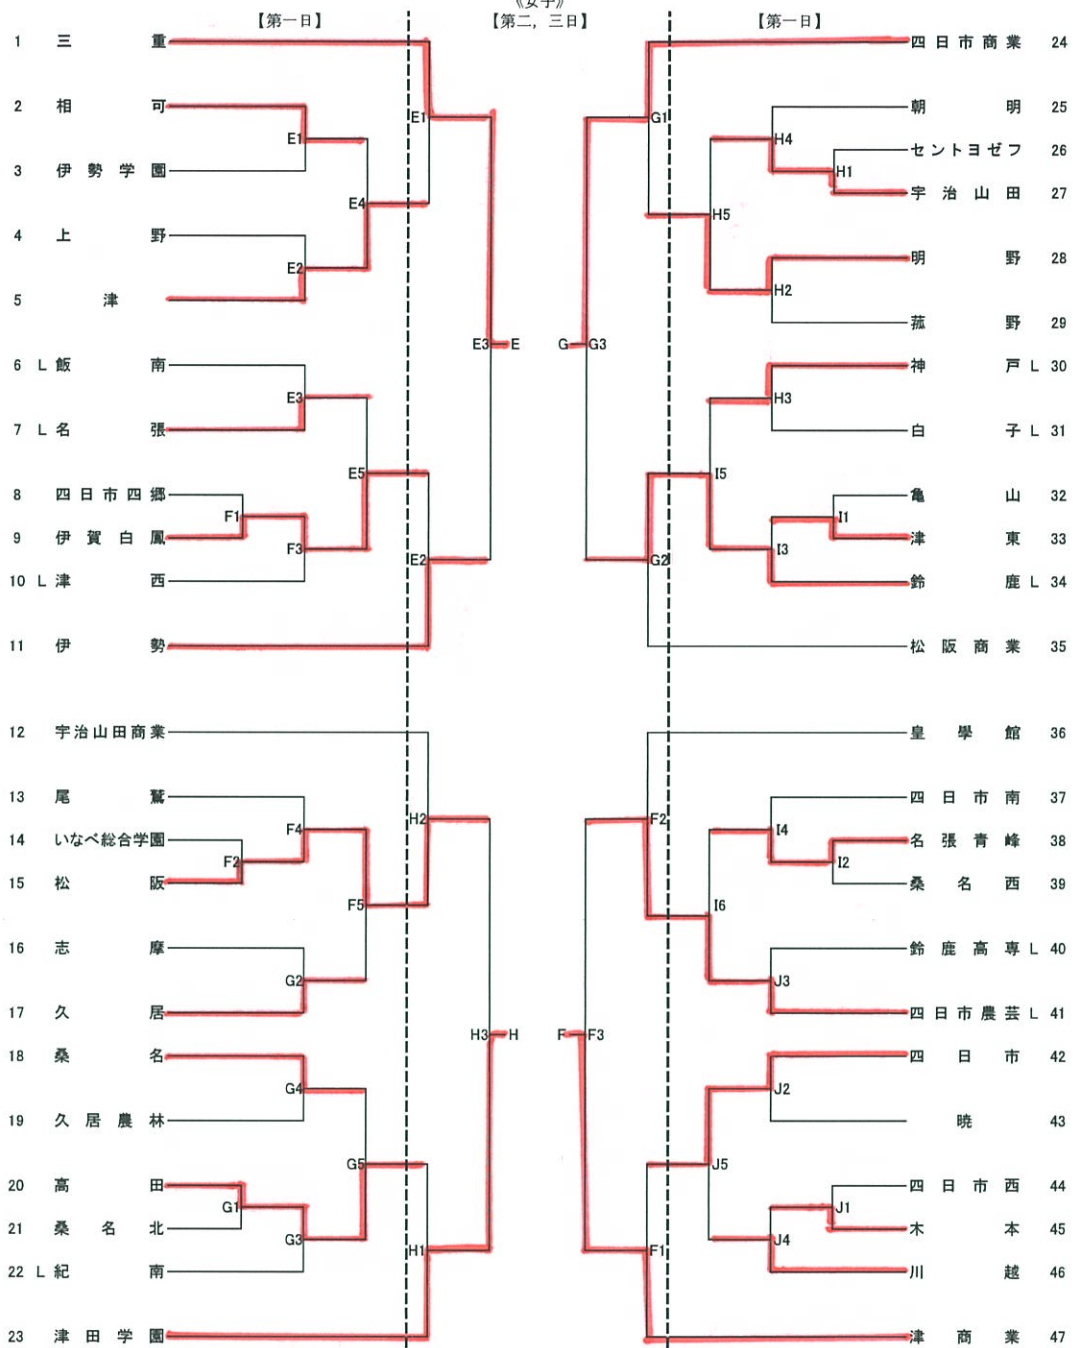 《女子》
【第一日】 【第二，三日】 【第一日】
1 三重 四日市商業 24
2 相可 朝明 25
E1 G1
E1 H4
セントヨゼフ 26
3 伊勢学園 H1
宇治山田 27
E4 H5
4 上野
明野 28
E2 H2
5 津
菰野 29
E3 E G G3
6 L 飯南 神戸 L 30
E3 H3
7 L 名張 白子 L 31
E5 I5
8 四日市四郷 亀山 32
F1 I1
9 伊賀白鳳 津東 33
F3 I3
E2 G2
10 L 津西 鈴鹿 L 34
11 伊勢 松阪商業 35
12 宇治山田商業 皇學館 36
13 尾鷲 四日市南 37
H2 F2
F4 I4
14 いなべ総合学園 名張青峰 38
F2 I2
15 松阪 桑名西 39
F5 I6
16 志摩 鈴鹿高専 L 40
G2 J3
17 久居 四日市農芸 L 41
H3 H F F3
18 桑名 四日市 42
G4 J2
19 久居農林 暁 43
G5 J5
20 高田 四日市西 44
G1 J1
21 桑名北 木本 45
G3 J4
H1 F1
22 L 紀南 川越 46
23 津田学園 津商業 47